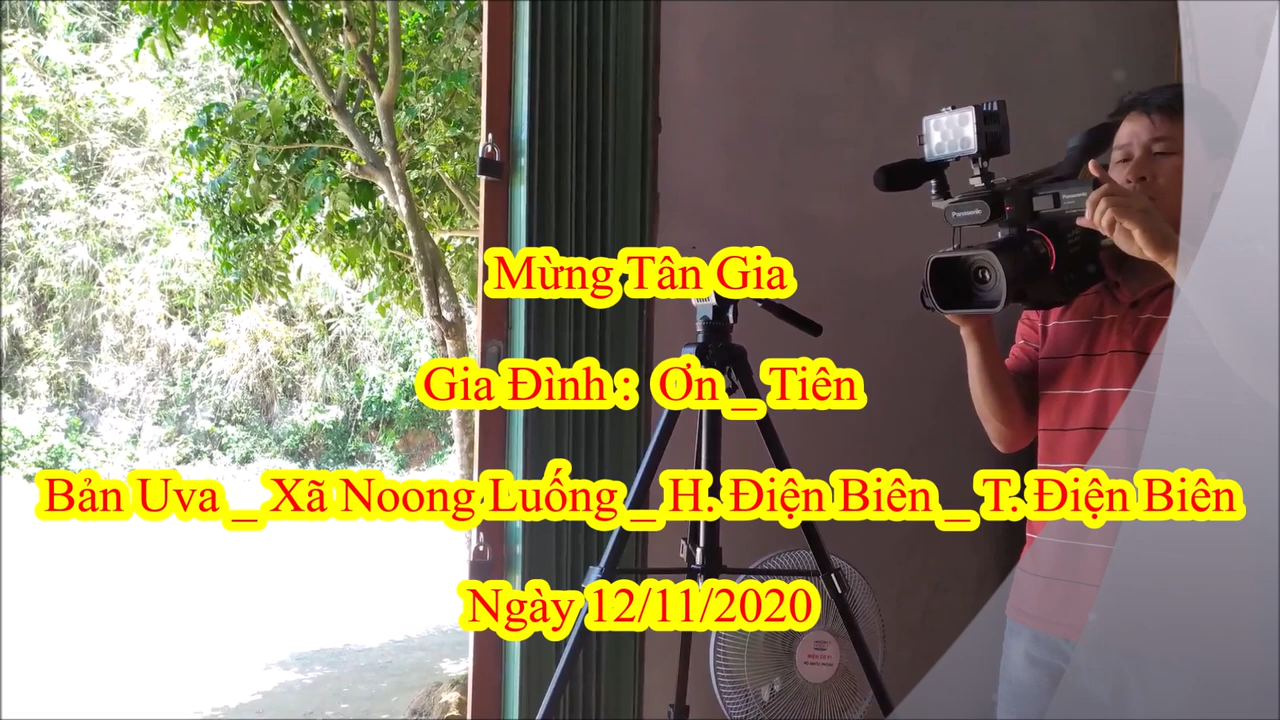 Panasonic
Mừng Tân Gia
Gia Đình : Ơn _ Tiên
Bản Uva _ Xã Noong Luống _ H. Điện Biên _ T. Điện Biên
Ngày 12/11/2020